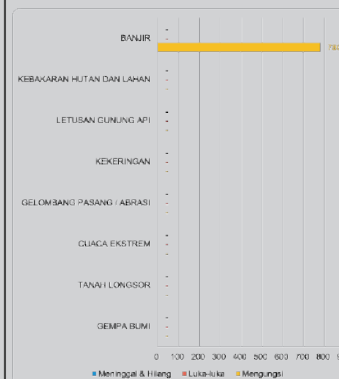 BANJIR
KEBAKARAN HUTAN DAN LAHAN
LETUSAN GUNUNG API
KEKERINGAN
GELOMBANG PASANG / ABRASI
CUACA EKSTREM
TANAH LONGSOR
GEMPA BUMI
0 100 200 300 400 500 600 700 800
Meninggal & Hilang Luka-luka Mengungsi